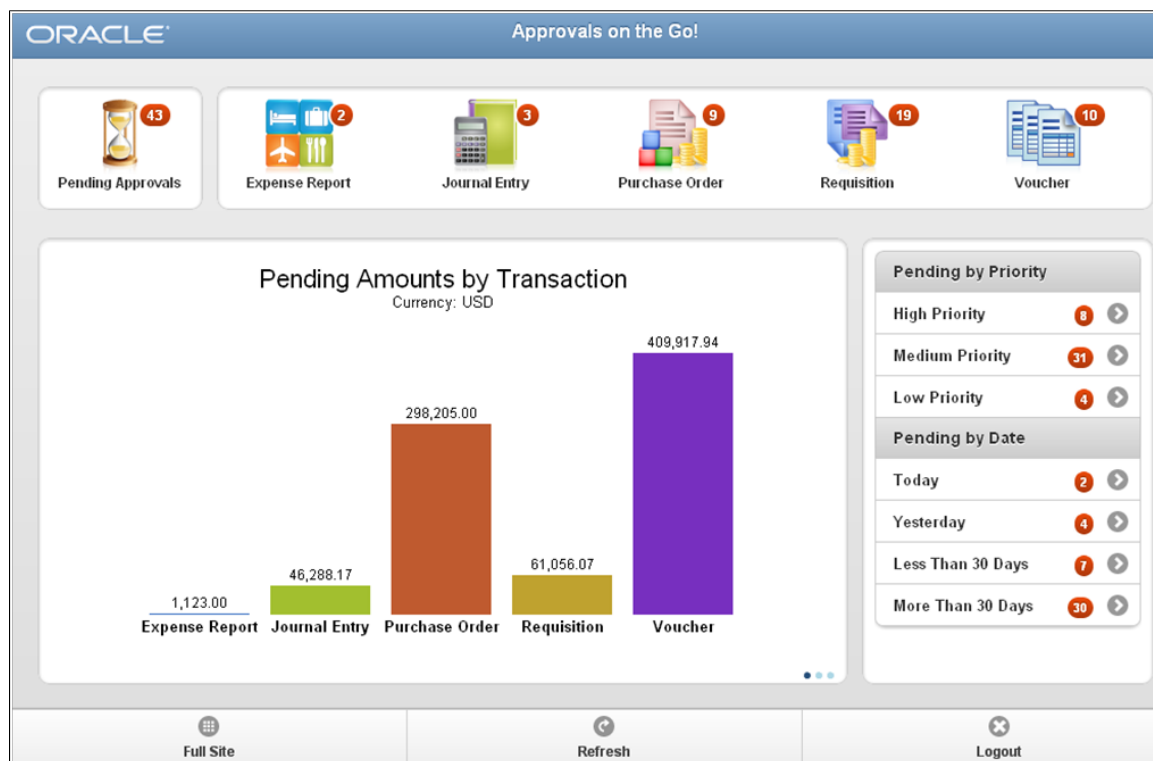 ORACLE
Approvals on the Go!
43
2
3
9
19
10
Pending Approvals
Expense Report
Journal Entry
Purchase Order
Requisition
Voucher
Pending Amounts by Transaction
Currency: USD
409,917.94
298,205.00
61,056.07
46,288.17
1,123.00
Expense Report Journal Entry Purchase Order Requisition Voucher
Pending by Priority
High Priority 8
Medium Priority 31
Low Priority 4
Pending by Date
Today 2
Yesterday 4
Less Than 30 Days 7
More Than 30 Days 30
Full Site
Refresh
Logout